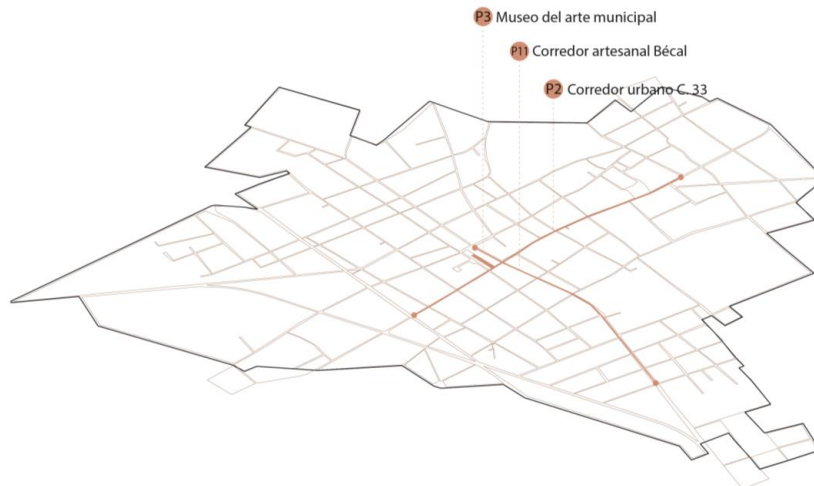 P3 Museo del arte municipal
P11 Corredor artesanal Bécal
P2 Corredor urbano C. 33